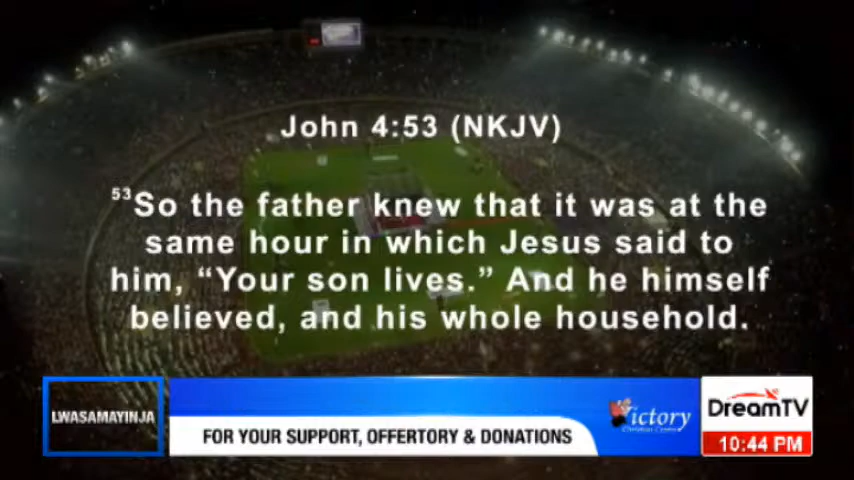 John 4:53 (NKJV)
53So the father knew that it was at the
same hour in which Jesus said to
him, “Your son lives.” And he himself
believed, and his whole household.
LWASAMAYINJA
FOR YOUR SUPPORT, OFFERTORY & DONATIONS
Victory
Christian Centre
DreamTV
10:44 PM